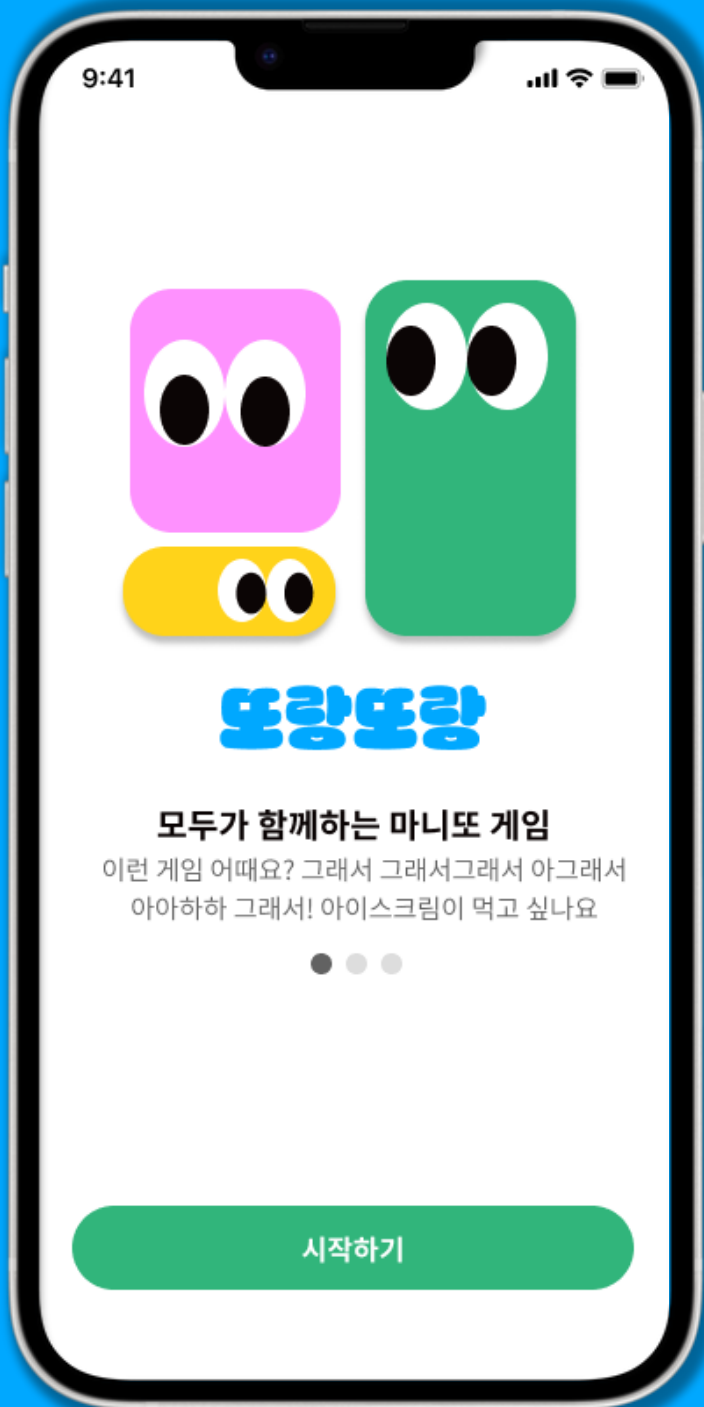 9:41
또랑또랑
모두가 함께하는 마니또 게임
이런 게임 어때요? 그래서 그래서그래서 아그래서
아아하하 그래서! 아이스크림이 먹고 싶나요
시작하기